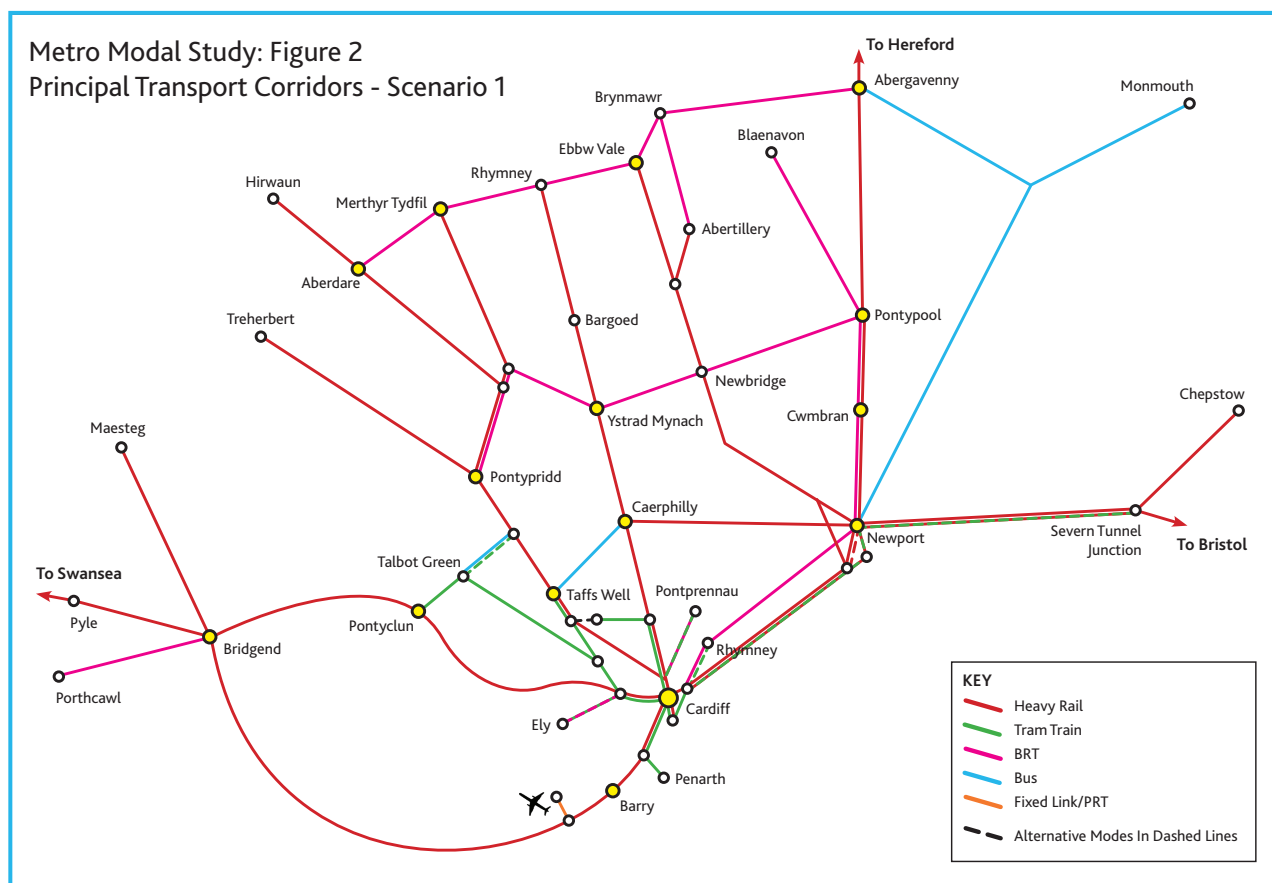 Metro Modal Study: Figure 2
Principal Transport Corridors - Scenario 1
To Hereford
Abergavenny
Monmouth
Brynmawr
Blaenavon
Ebbw Vale
Rhymney
Hirwaun
Merthyr Tydfil
Abertillery
Aberdare
Treherbert
Bargoed
Pontypool
Newbridge
Ystrad Mynach
Cwmbran
Chepstow
Maesteg
Pontypridd
Caerphilly
Newport
Severn Tunnel
Junction
To Bristol
Talbot Green
To Swansea
Taffs Well
Pontprennau
Pyle
Pontyclun
Bridgend
Rhymney
Porthcawl
Cardiff
Ely
Penarth
Barry
KEY
Heavy Rail
Tram Train
BRT
Bus
Fixed Link/PRT
Alternative Modes In Dashed Lines